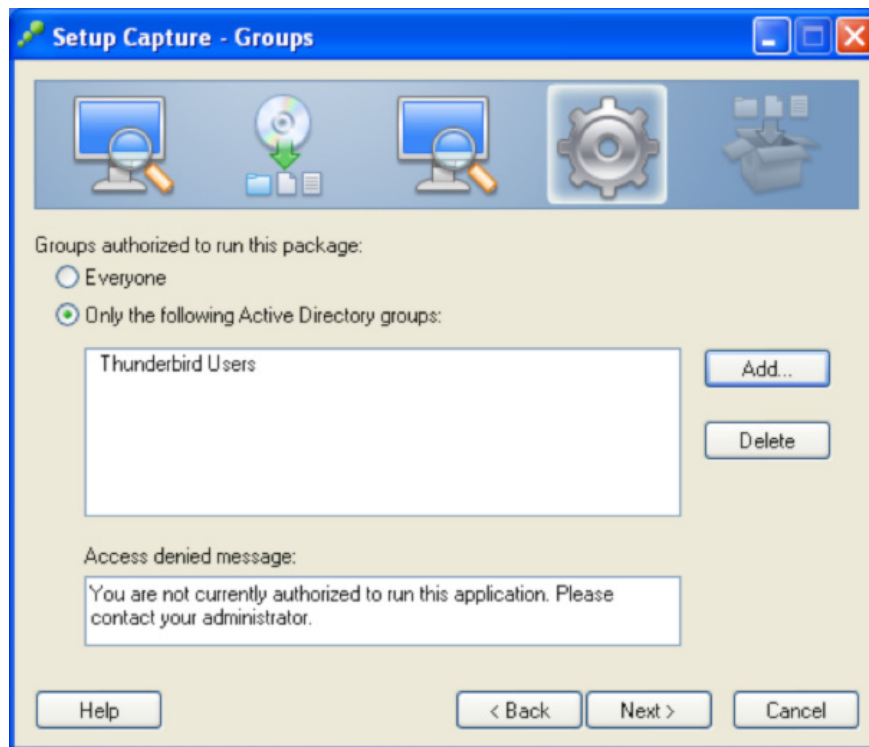 Setup Capture - Groups
Groups authorized to run this package:
Everyone
Only the following Active Directory groups:
Thunderbird Users
Add...
Delete
Access denied message:
You are not currently authorized to run this application. Please
contact your administrator.
Help
< Back
Next >
Cancel